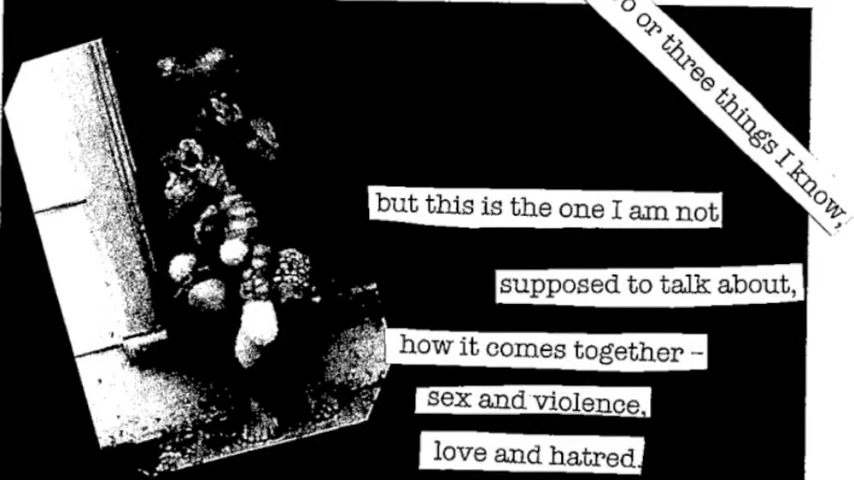 or three things I know,
but this is the one I am not
supposed to talk about,
how it comes together –
sex and violence,
love and hatred.